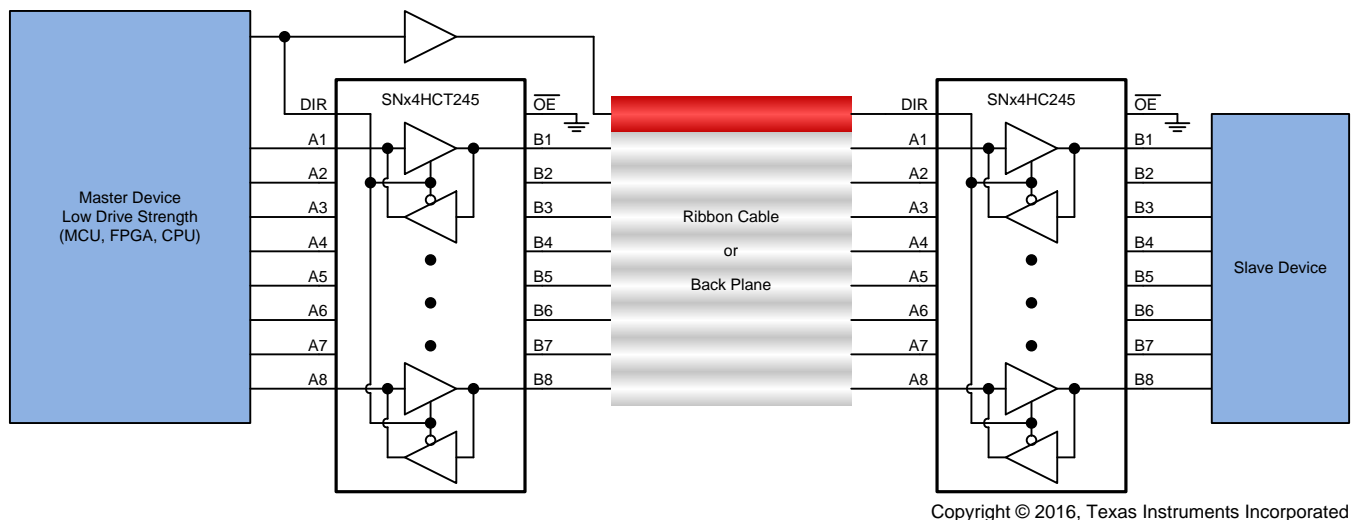 SNx4HCT245
SNx4HC245
DIR
OE
DIR
OE
A1
B1
A1
B1
A2
B2
A2
B2
Master Device
Low Drive Strength
(MCU, FPGA, CPU)
A3
B3
Ribbon Cable
A3
B3
A4
B4
or
A4
B4
A5
B5
Back Plane
A5
B5
Slave Device
A6
B6
A6
B6
A7
B7
A7
B7
A8
B8
A8
B8
Copyright © 2016, Texas Instruments Incorporated